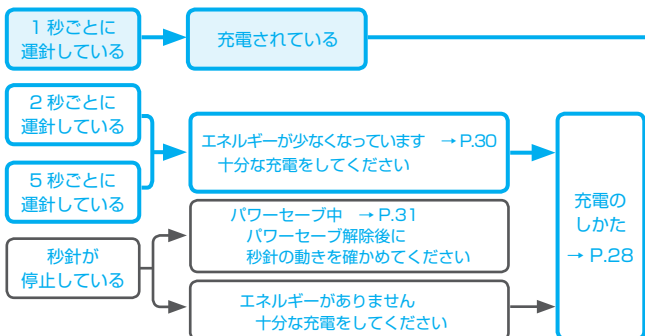 1 秒ごとに
運針している
充電されている
2 秒ごとに
運針している
5 秒ごとに
運針している
エネルギーが少なくなっています → P.30
十分な充電をしてください
秒針が
停止している
パワーセーブ中 → P.31
パワーセーブ解除後に
秒針の動きを確かめてください
エネルギーがありません
十分な充電をしてください
充電の
しかた
→ P.28